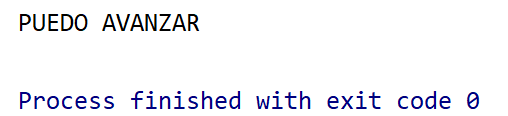 PUEDO AVANZAR
Process finished with exit code 0